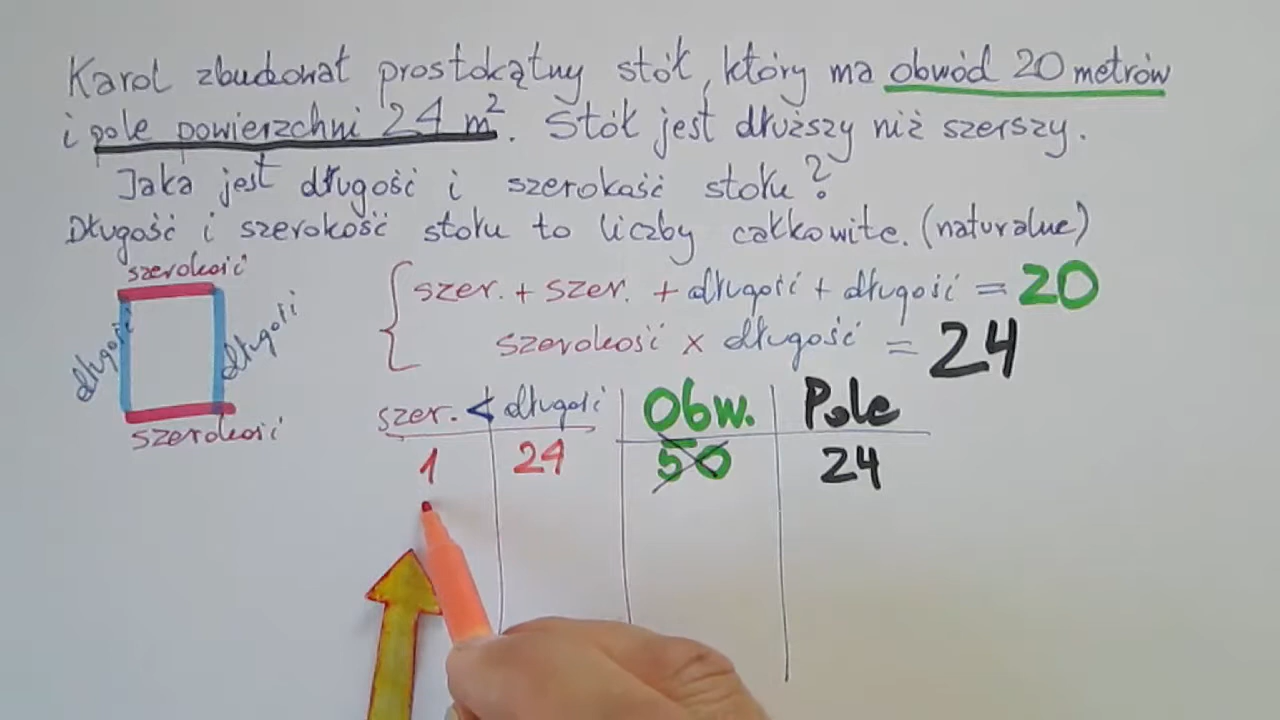 Karol zbudował prostokątny stół, który ma obwód 20 metrów
i pole powierzchni 24 m². Stół jest dłuższy niż szerszy.
Jaka jest długość i szerokość stołu?
Długość i szerokość stołu to liczby całkowite. (naturalne)
szerokość
długość
długość
szerokość
szer. + szer. + długość + długość = 20
szerokość x długość = 24
szer. < długość Obw. Pole
1 24 50 24